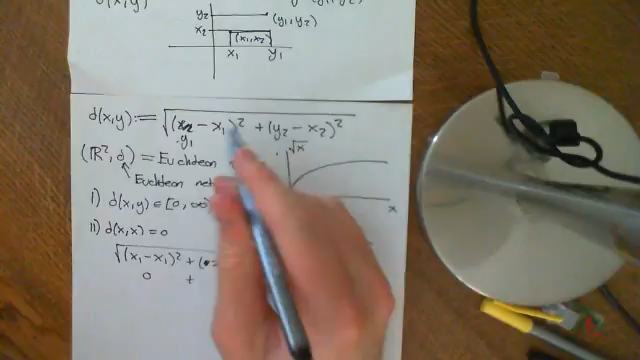 y₂
(y₁, y₂)
x₂
(x₁, x₂)
x₁ y₁
d(x,y) := √((x₂ - x₁)² + (y₂ - x₂)²
y₁
√x
(ℝ², d) = Euclidean
Euclidean
x
i) d(x,y) ∈ [0, ∞)
ii) d(x,x) = 0
√((x₁ - x₁)² + (
0 +